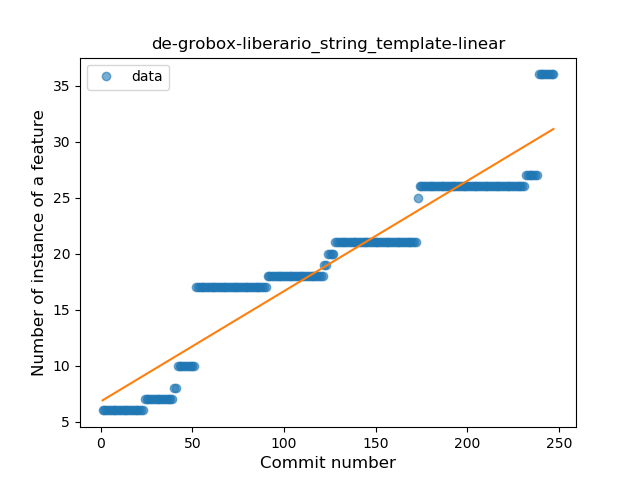 de-grobox-liberario_string_template-linear
data
Number of instance of a feature
35
30
25
20
15
10
5
0 50 100 150 200 250
Commit number